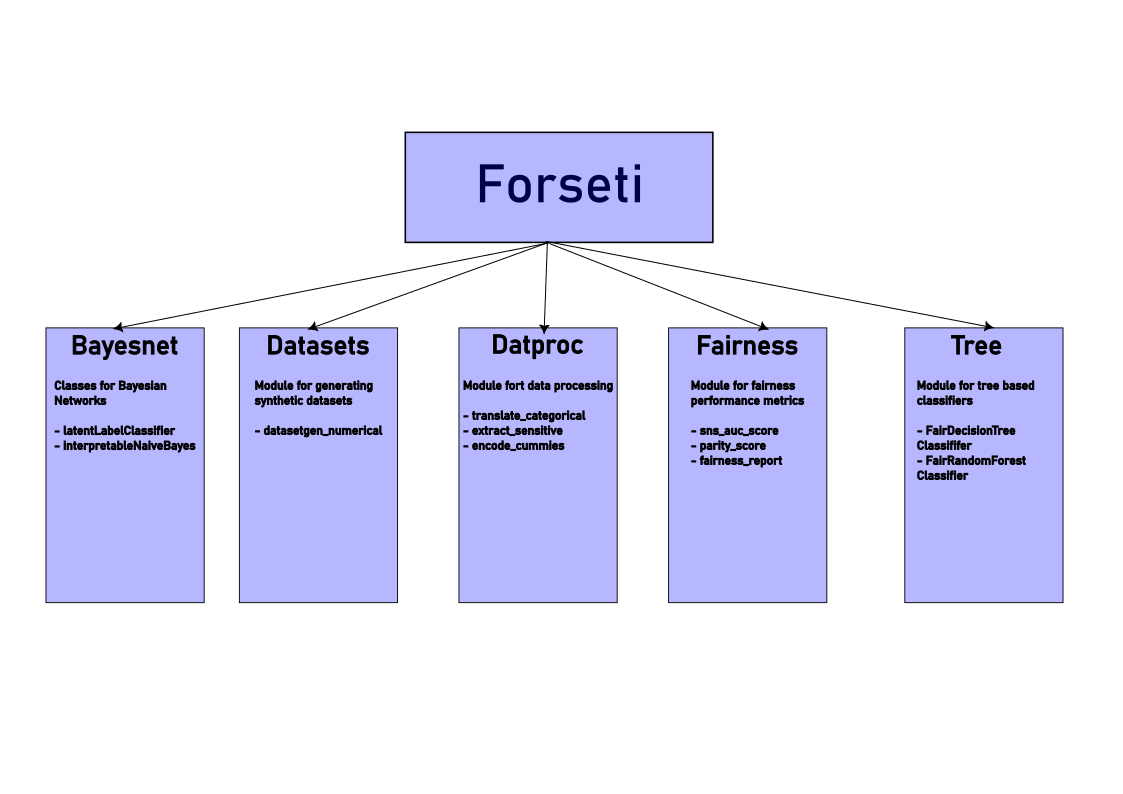 Forseti
Bayesnet
Classes for Bayesian
Networks
- latentLabelClassifier
- interpretableNaiveBayes
Datasets
Module for generating
synthetic datasets
- datasetgen_numerical
Datproc
Module fort data processing
- translate_categorical
- extract_sensitive
- encode_cummies
Fairness
Module for fairness
performance metrics
- sns_auc_score
- parity_score
- fairness_report
Tree
Module for tree based
classifiers
- FairDecisionTree
Classififer
- FairRandomForest
Classifier